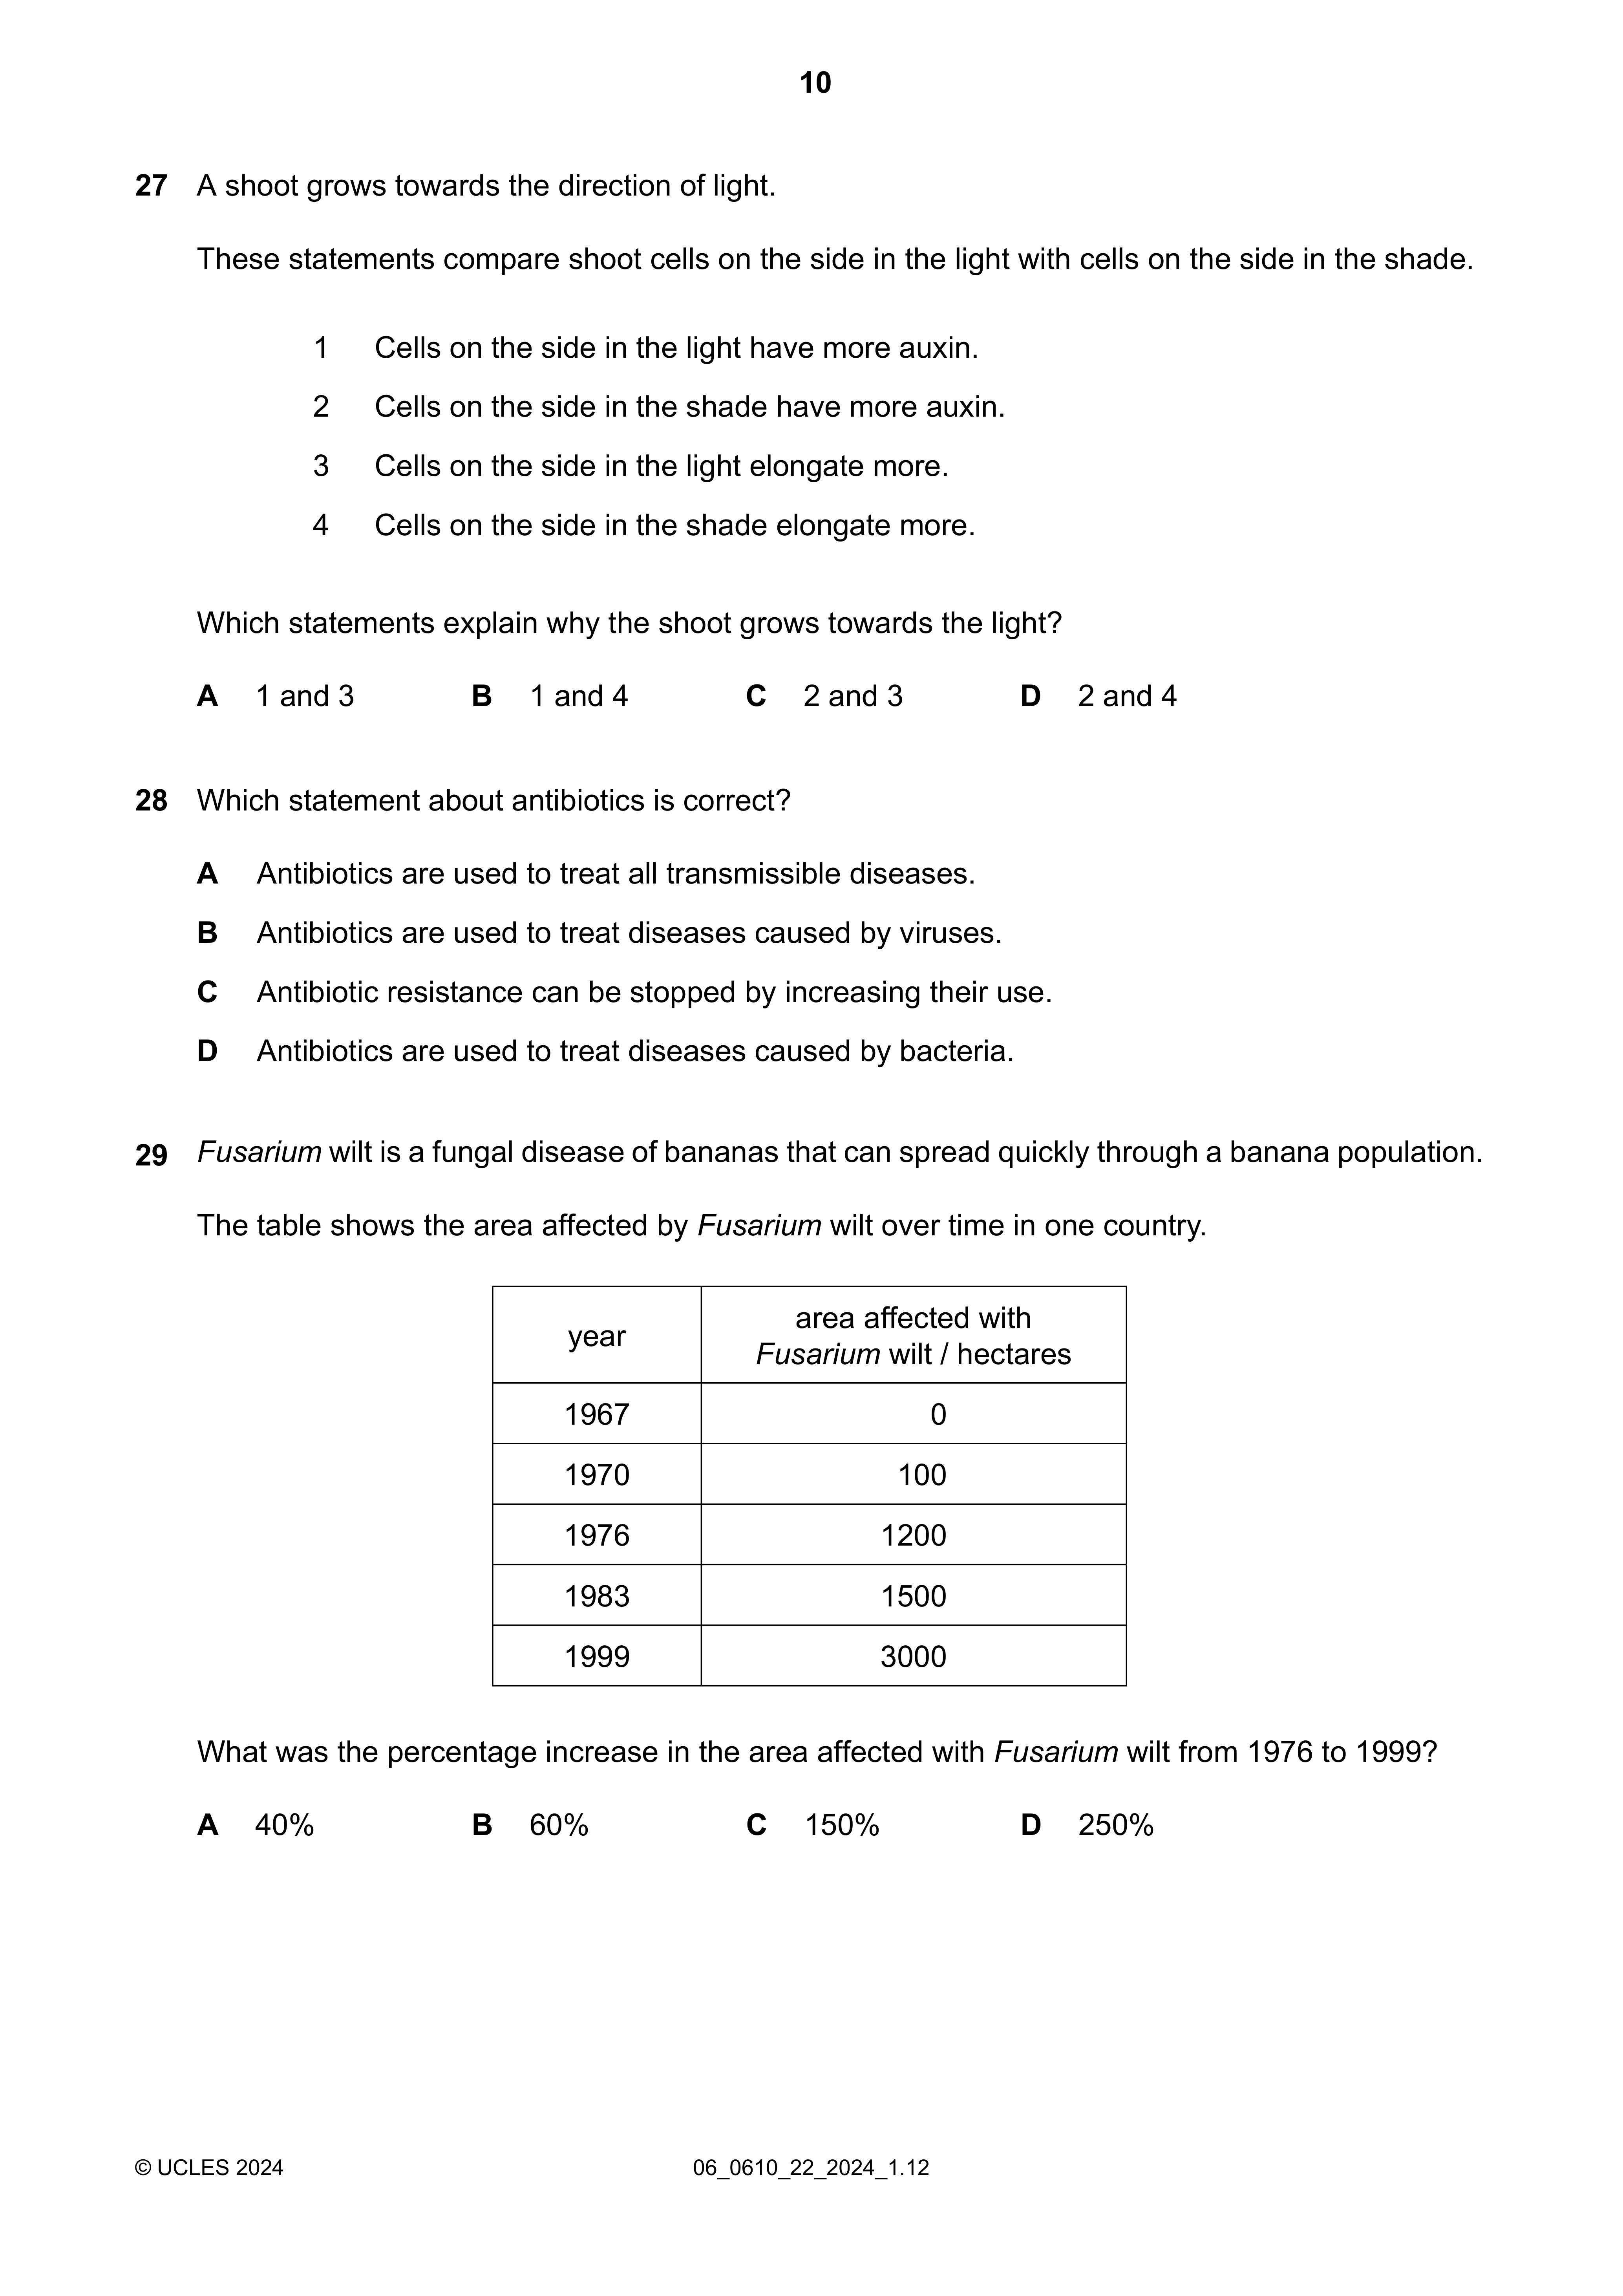 10
27 A shoot grows towards the direction of light.
These statements compare shoot cells on the side in the light with cells on the side in the shade.
1 Cells on the side in the light have more auxin.
2 Cells on the side in the shade have more auxin.
3 Cells on the side in the light elongate more.
4 Cells on the side in the shade elongate more.
Which statements explain why the shoot grows towards the light?
A 1 and 3 B 1 and 4 C 2 and 3 D 2 and 4
28 Which statement about antibiotics is correct?
A Antibiotics are used to treat all transmissible diseases.
B Antibiotics are used to treat diseases caused by viruses.
C Antibiotic resistance can be stopped by increasing their use.
D Antibiotics are used to treat diseases caused by bacteria.
29 Fusarium wilt is a fungal disease of bananas that can spread quickly through a banana population.
The table shows the area affected by Fusarium wilt over time in one country.
year area affected with
Fusarium wilt / hectares
1967 0
1970 100
1976 1200
1983 1500
1999 3000
What was the percentage increase in the area affected with Fusarium wilt from 1976 to 1999?
A 40% B 60% C 150% D 250%
© UCLES 2024 06_0610_22_2024_1.12